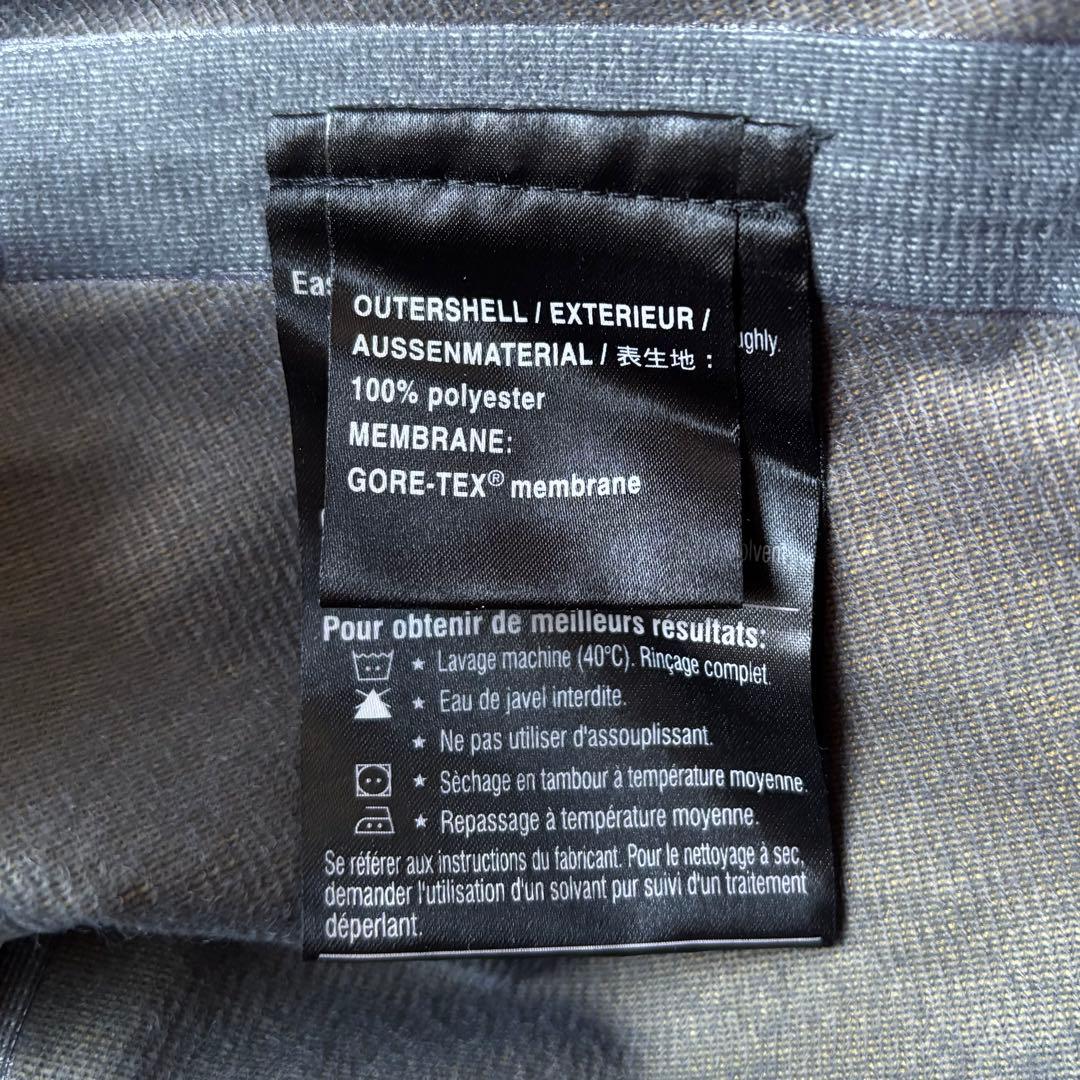 OUTERSHELL / EXTERIEUR /
AUSSENMATERIAL / 表生地 :
100% polyester
MEMBRANE:
GORE-TEX® membrane
Pour obtenir de meilleurs résultats:
★ Lavage machine (40°C). Rinçage complet.
★ Eau de javel interdite.
★ Ne pas utiliser d'assouplissant.
★ Sèchage en tambour à température moyenne.
★ Repassage à température moyenne.
Se référer aux instructions du fabricant. Pour le nettoyage à sec,
demander l'utilisation d'un solvant pur suivi d'un traitement
déperlant.